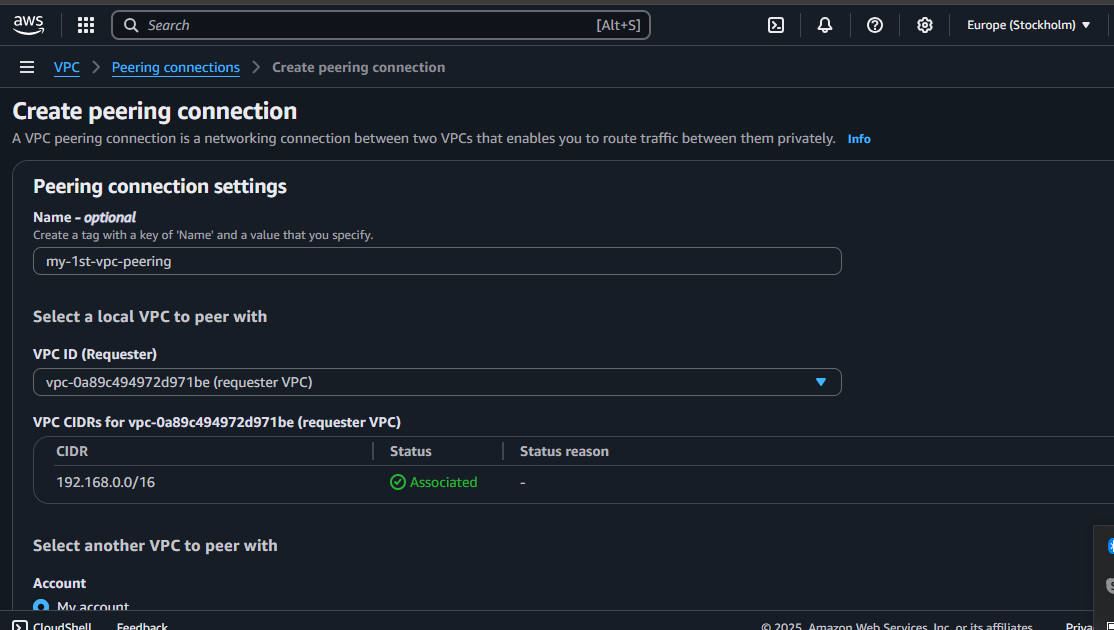 aws
Search [Alt+S]
Europe (Stockholm)
VPC
Peering connections
Create peering connection
Create peering connection
A VPC peering connection is a networking connection between two VPCs that enables you to route traffic between them privately. Info
Peering connection settings
Name - optional
Create a tag with a key of 'Name' and a value that you specify.
my-1st-vpc-peering
Select a local VPC to peer with
VPC ID (Requester)
vpc-0a89c494972d971be (requester VPC)
VPC CIDRs for vpc-0a89c494972d971be (requester VPC)
CIDR Status Status reason
192.168.0.0/16 Associated -
Select another VPC to peer with
Account
My account
CloudShell Feedback © 2025, Amazon Web Services, Inc. or its affiliates.